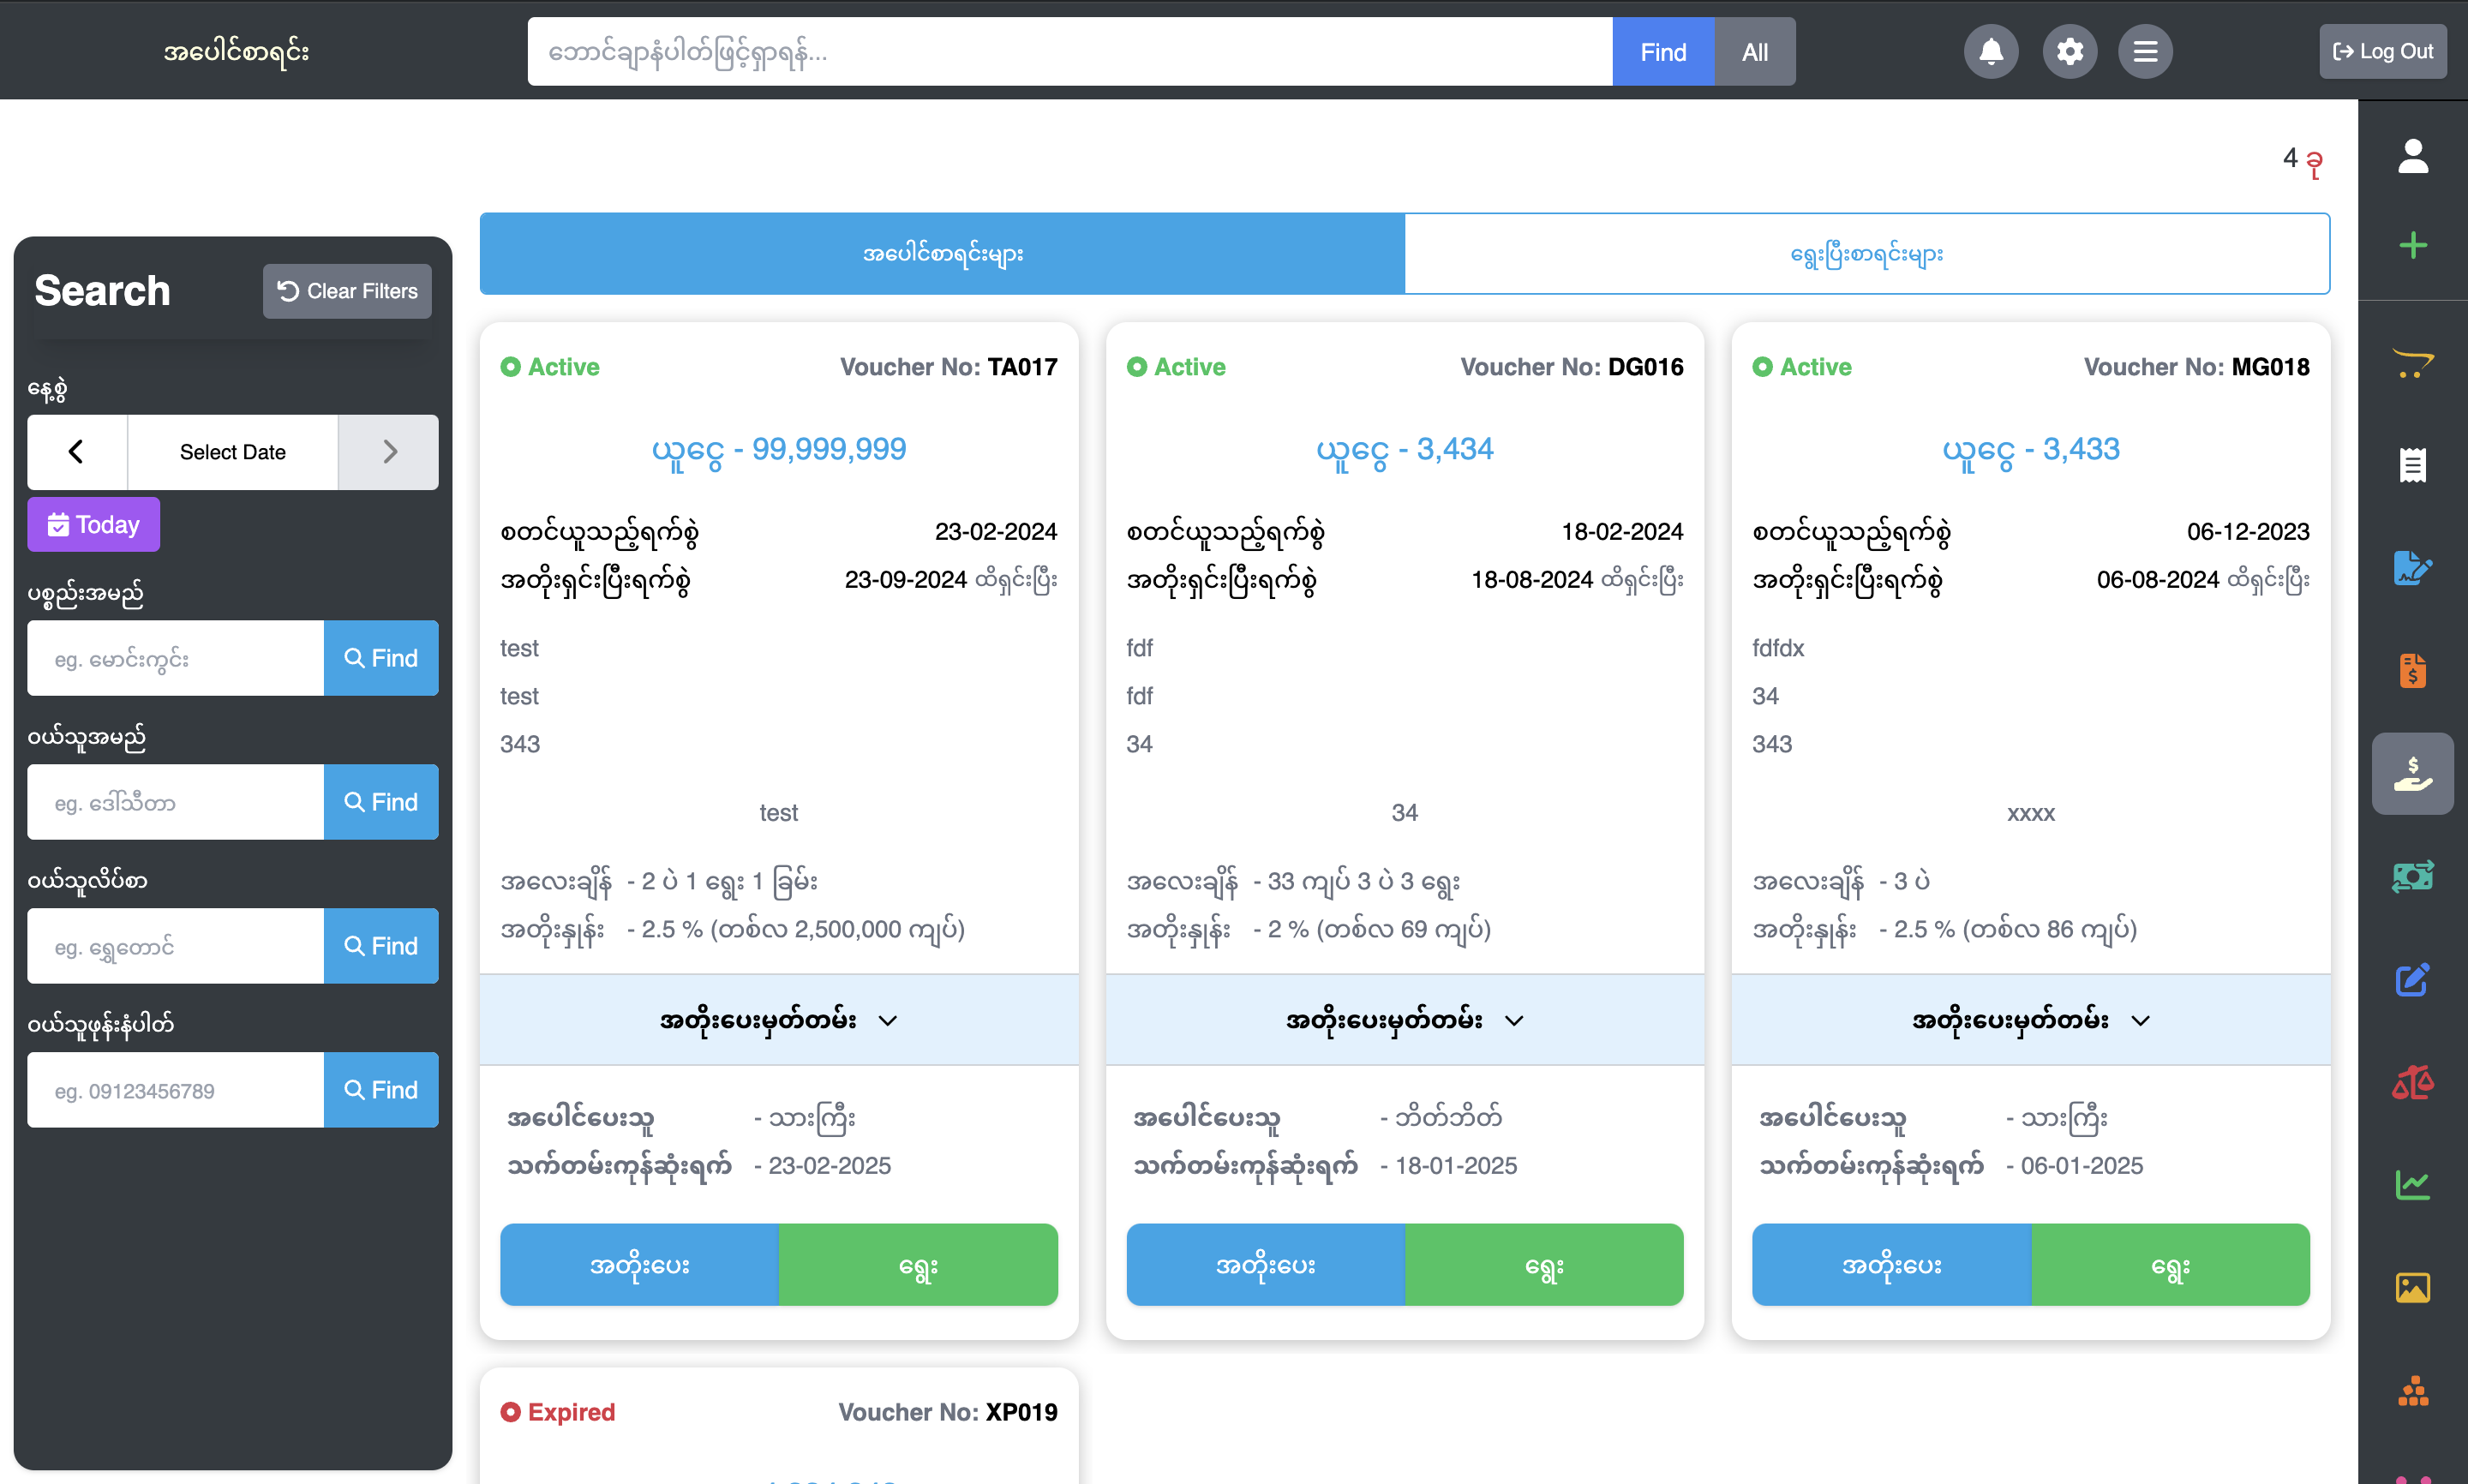 အပေါင်စာရင်း
ဘောင်ချာနံပါတ်ဖြင့်ရှာရန်...
Find
All
Log Out
4 ခု
Search
Clear Filters
နေ့စွဲ
Select Date
Today
ပစ္စည်းအမည်
eg. မောင်းကွင်း
Find
ဝယ်သူအမည်
eg. ဒေါ်သီတာ
Find
ဝယ်သူလိပ်စာ
eg. ရွှေတောင်
Find
ဝယ်သူဖုန်းနံပါတ်
eg. 09123456789
Find
အပေါင်စာရင်းများ
ရွေးပြီးစာရင်းများ
Active
Voucher No: TA017
ယူငွေ - 99,999,999
စတင်ယူသည့်ရက်စွဲ 23-02-2024
အတိုးရှင်းပြီးရက်စွဲ 23-09-2024 ထိရှင်းပြီး
test
test
343
test
အလေးချိန် - 2 ပဲ 1 ရွေး 1 ခြမ်း
အတိုးနှုန်း - 2.5 % (တစ်လ 2,500,000 ကျပ်)
အတိုးပေးမှတ်တမ်း
အပေါင်ပေးသူ - သားကြီး
သက်တမ်းကုန်ဆုံးရက် - 23-02-2025
အတိုးပေး
ရွေး
Active
Voucher No: DG016
ယူငွေ - 3,434
စတင်ယူသည့်ရက်စွဲ 18-02-2024
အတိုးရှင်းပြီးရက်စွဲ 18-08-2024 ထိရှင်းပြီး
fdf
fdf
34
34
အလေးချိန် - 33 ကျပ် 3 ပဲ 3 ရွေး
အတိုးနှုန်း - 2 % (တစ်လ 69 ကျပ်)
အတိုးပေးမှတ်တမ်း
အပေါင်ပေးသူ - ဘိတ်ဘိတ်
သက်တမ်းကုန်ဆုံးရက် - 18-01-2025
အတိုးပေး
ရွေး
Active
Voucher No: MG018
ယူငွေ - 3,433
စတင်ယူသည့်ရက်စွဲ 06-12-2023
အတိုးရှင်းပြီးရက်စွဲ 06-08-2024 ထိရှင်းပြီး
fdfdx
34
343
xxxx
အလေးချိန် - 3 ပဲ
အတိုးနှုန်း - 2.5 % (တစ်လ 86 ကျပ်)
အတိုးပေးမှတ်တမ်း
အပေါင်ပေးသူ - သားကြီး
သက်တမ်းကုန်ဆုံးရက် - 06-01-2025
အတိုးပေး
ရွေး
Expired
Voucher No: XP019